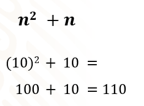 n² + n
(10)² + 10 =
100 + 10 = 110